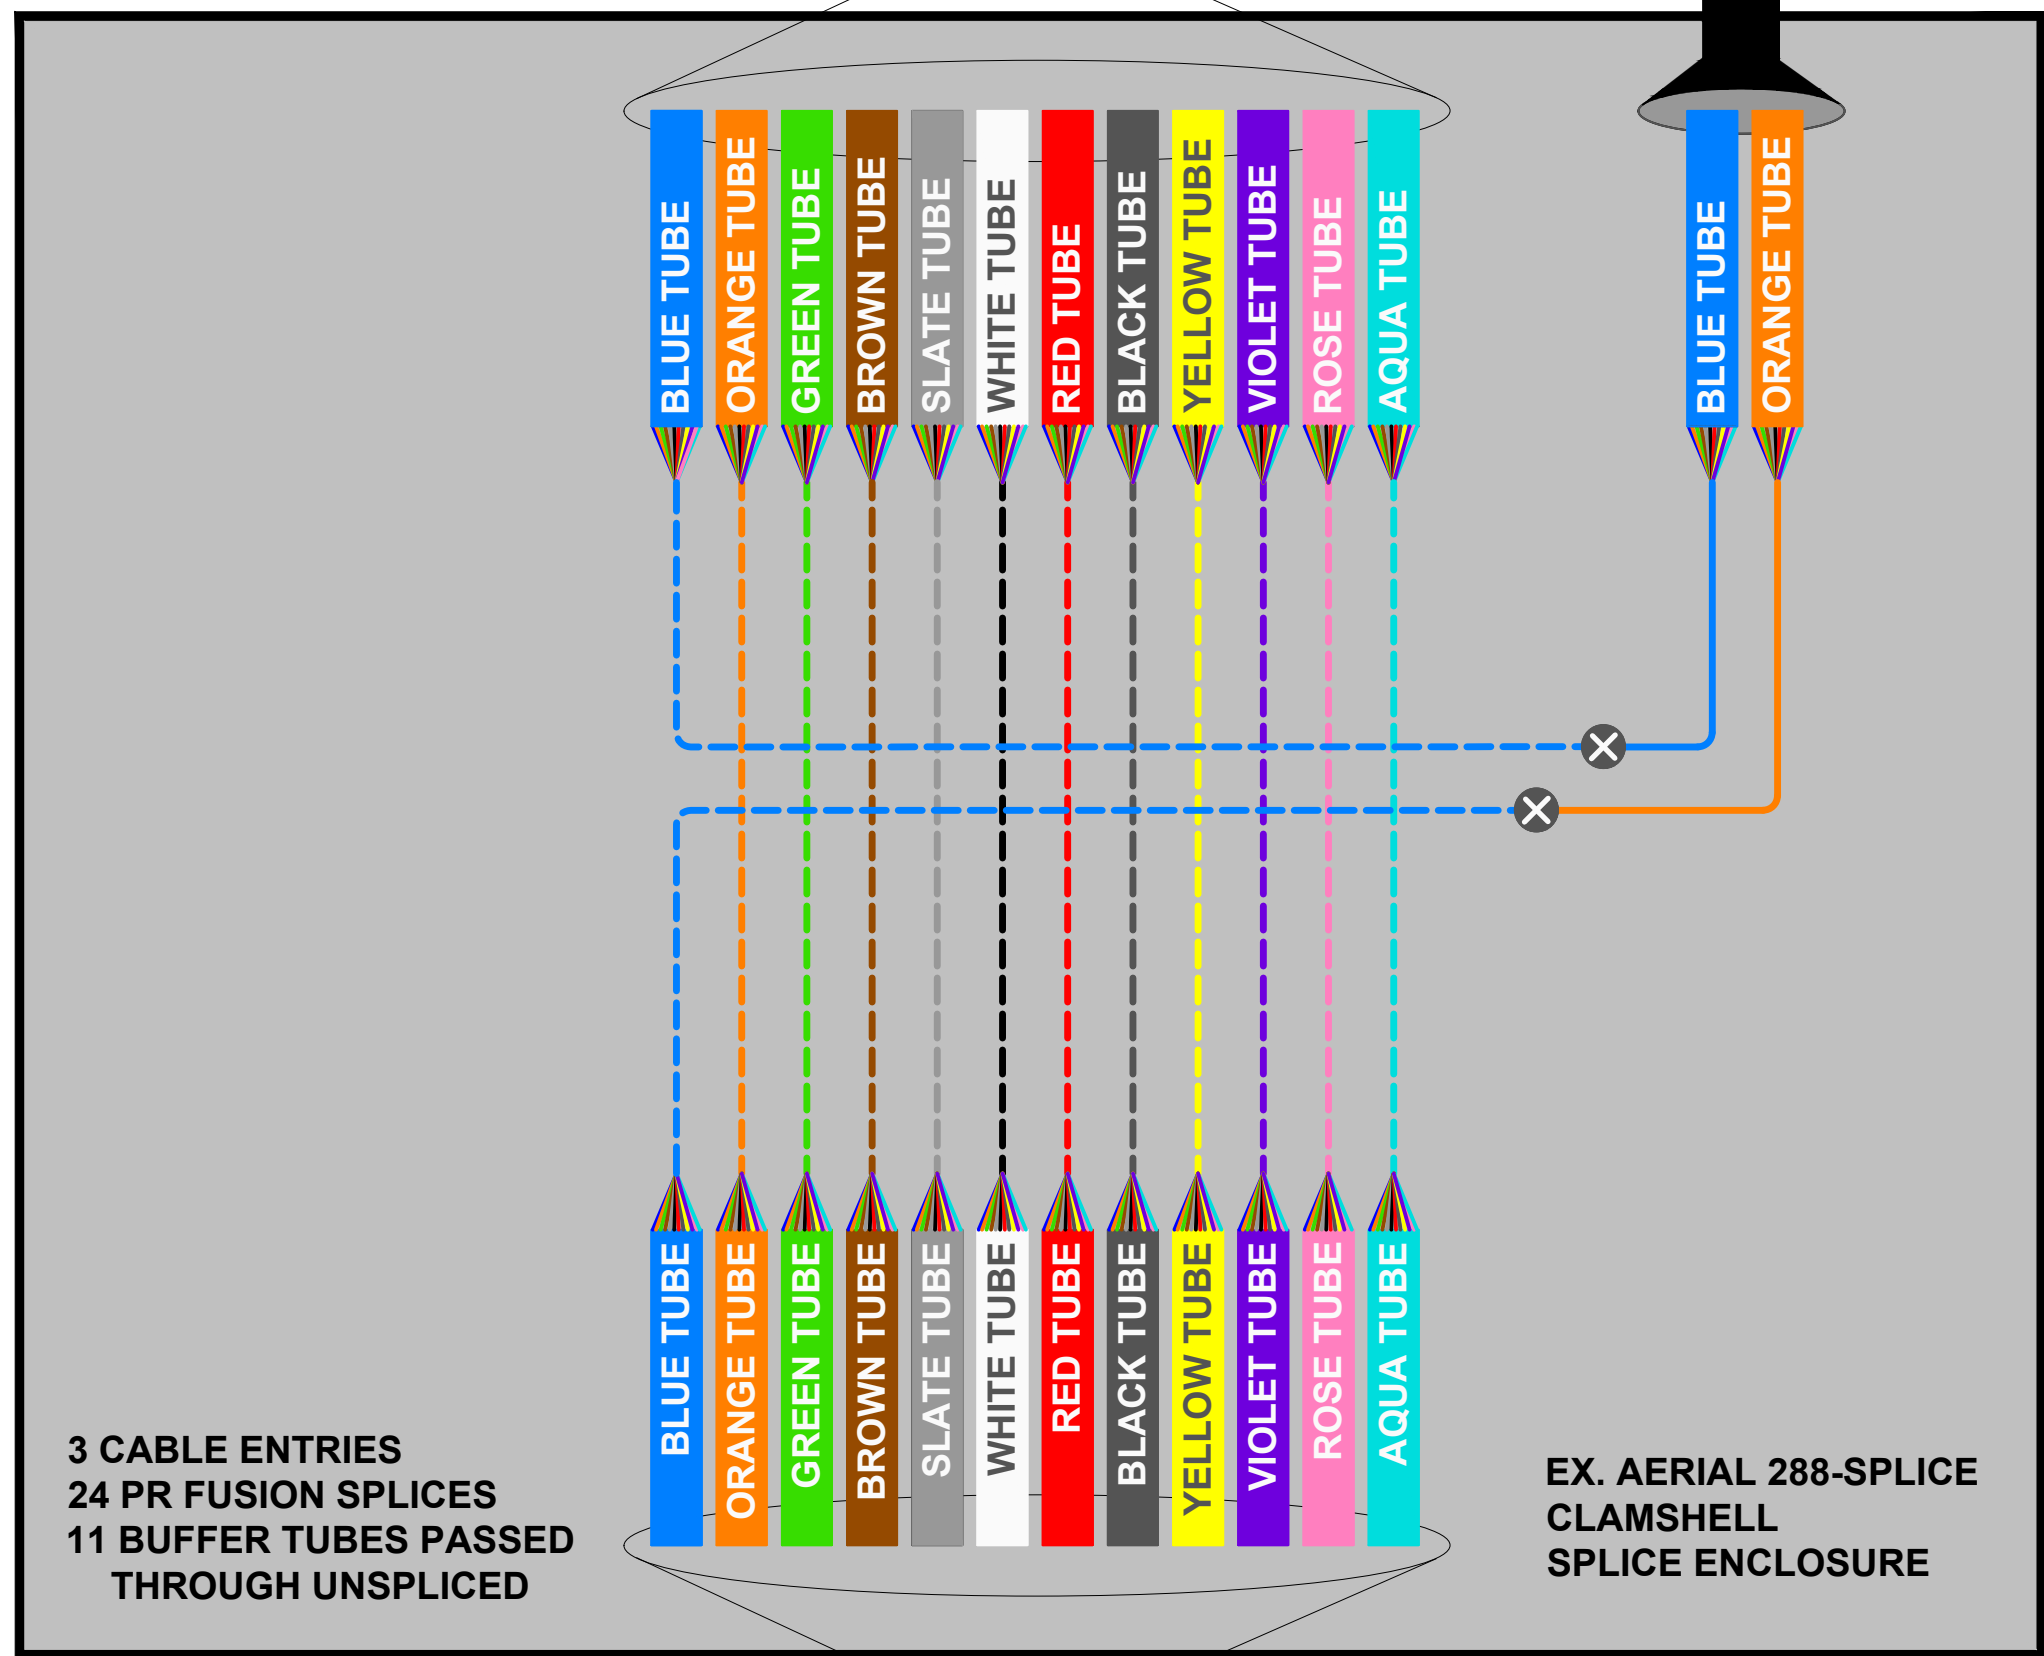 BLUE TUBE
ORANGE TUBE
GREEN TUBE
BROWN TUBE
SLATE TUBE
WHITE TUBE
RED TUBE
BLACK TUBE
YELLOW TUBE
VIOLET TUBE
ROSE TUBE
AQUA TUBE
BLUE TUBE
ORANGE TUBE
BLUE TUBE
ORANGE TUBE
GREEN TUBE
BROWN TUBE
SLATE TUBE
WHITE TUBE
RED TUBE
BLACK TUBE
YELLOW TUBE
VIOLET TUBE
ROSE TUBE
AQUA TUBE
3 CABLE ENTRIES
24 PR FUSION SPLICES
11 BUFFER TUBES PASSED
THROUGH UNSPLICED
EX. AERIAL 288-SPLICE
CLAMSHELL
SPLICE ENCLOSURE